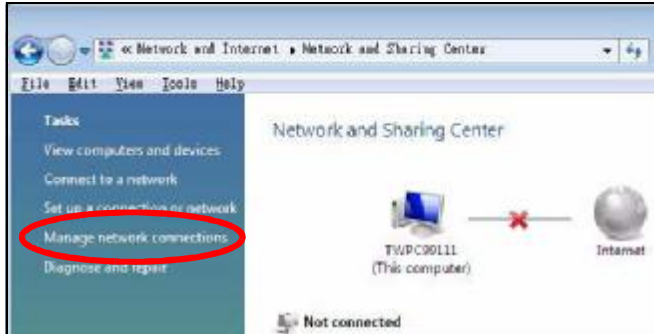 « Network and Internet ▸ Network and Sharing Center
File Edit View Tools Help
Tasks
View computers and devices
Connect to a network
Set up a connection or network
Manage network connections
Diagnose and repair
Network and Sharing Center
TWPC99111
(This computer)
Internet
Not connected